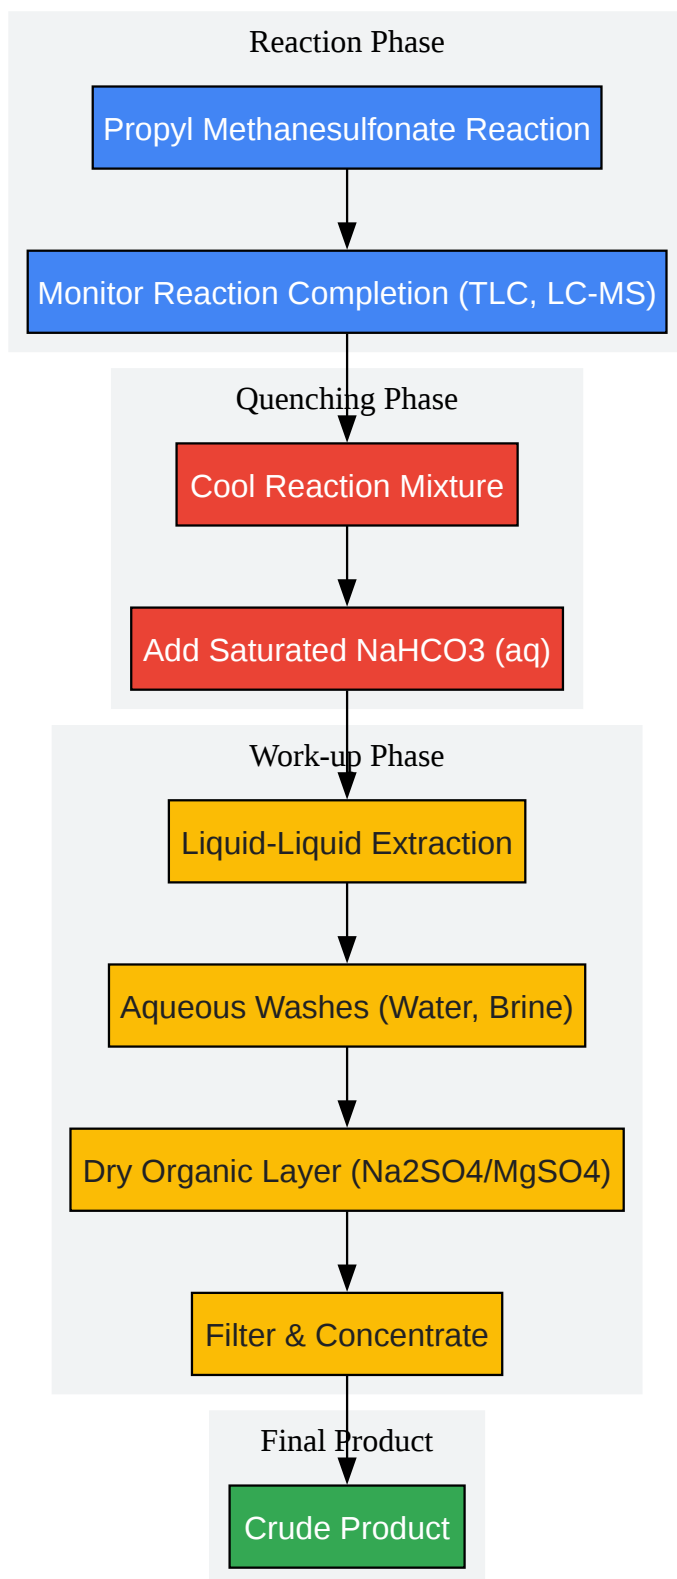 Reaction Phase
Propyl Methanesulfonate Reaction
Monitor Reaction Completion (TLC, LC-MS)
Quenching Phase
Cool Reaction Mixture
Add Saturated NaHCO3 (aq)
Work-up Phase
Liquid-Liquid Extraction
Aqueous Washes (Water, Brine)
Dry Organic Layer (Na2SO4/MgSO4)
Filter & Concentrate
Final Product
Crude Product